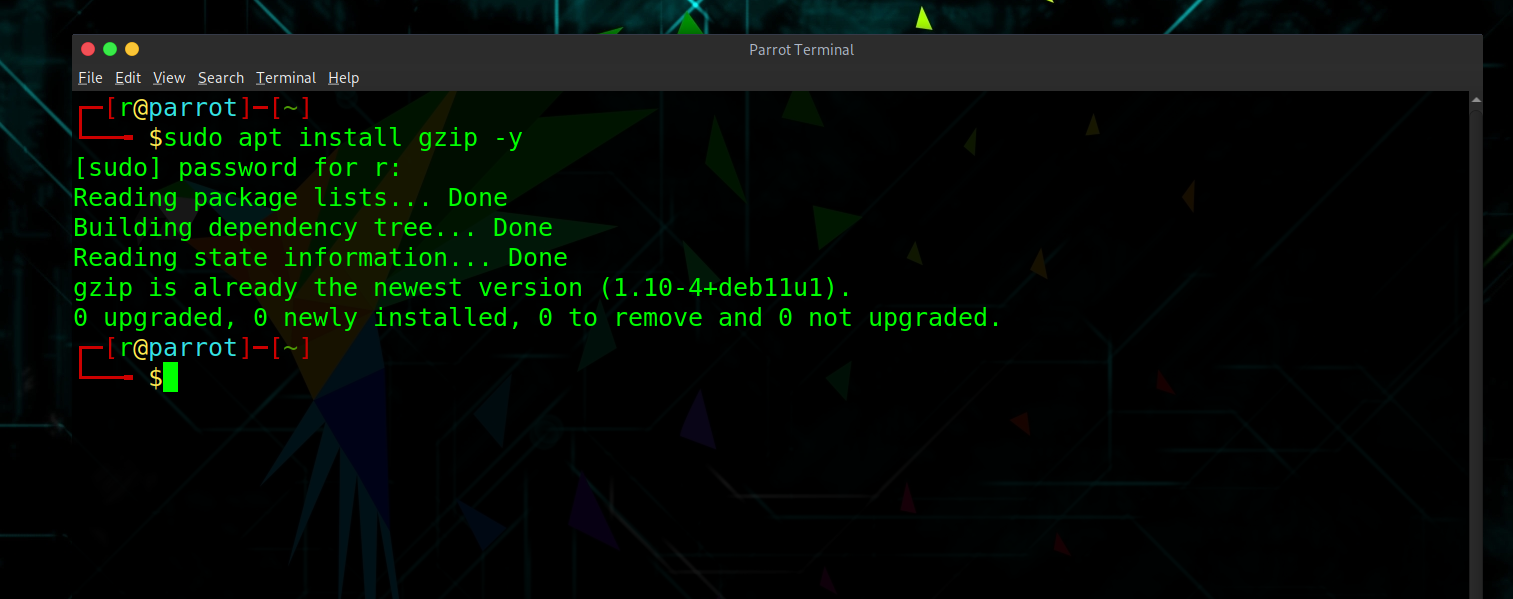 Parrot Terminal
File Edit View Search Terminal Help
┌─[r@parrot]─[~]
└──╼ $sudo apt install gzip -y
[sudo] password for r:
Reading package lists... Done
Building dependency tree... Done
Reading state information... Done
gzip is already the newest version (1.10-4+deb11u1).
0 upgraded, 0 newly installed, 0 to remove and 0 not upgraded.
┌─[r@parrot]─[~]
└──╼ $